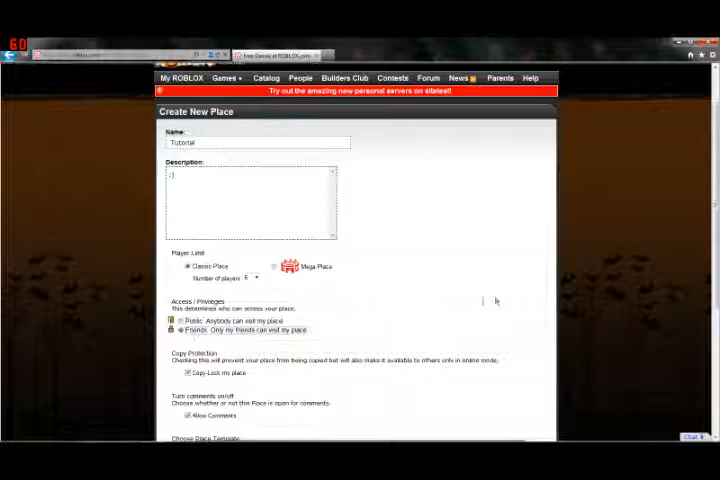 60
Free Games at ROBLOX.com
My ROBLOX Games Catalog People Builders Club Contests Forum News Parents Help
Try out the amazing new personal servers on sitetest!
Create New Place
Name:
Tutorial
Description:
:)
Player Limit
Classic Place
Mega Place
Number of players 6
Access / Privileges
This determines who can access your place.
Public: Anybody can visit my place
Friends: Only my friends can visit my place
Copy Protection
Checking this will prevent your place from being copied but will also make it available to others only in online mode.
Copy-Lock my place
Turn comments on/off
Choose whether or not this Place is open for comments.
Allow Comments
Choose Place Template
Chat